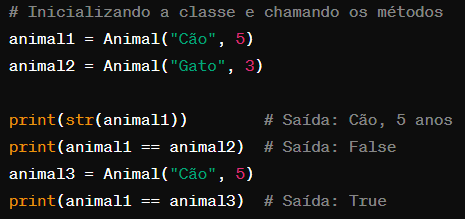 # Inicializando a classe e chamando os métodos
animal1 = Animal("Cão", 5)
animal2 = Animal("Gato", 3)
print(str(animal1)) # Saída: Cão, 5 anos
print(animal1 == animal2) # Saída: False
animal3 = Animal("Cão", 5)
print(animal1 == animal3) # Saída: True